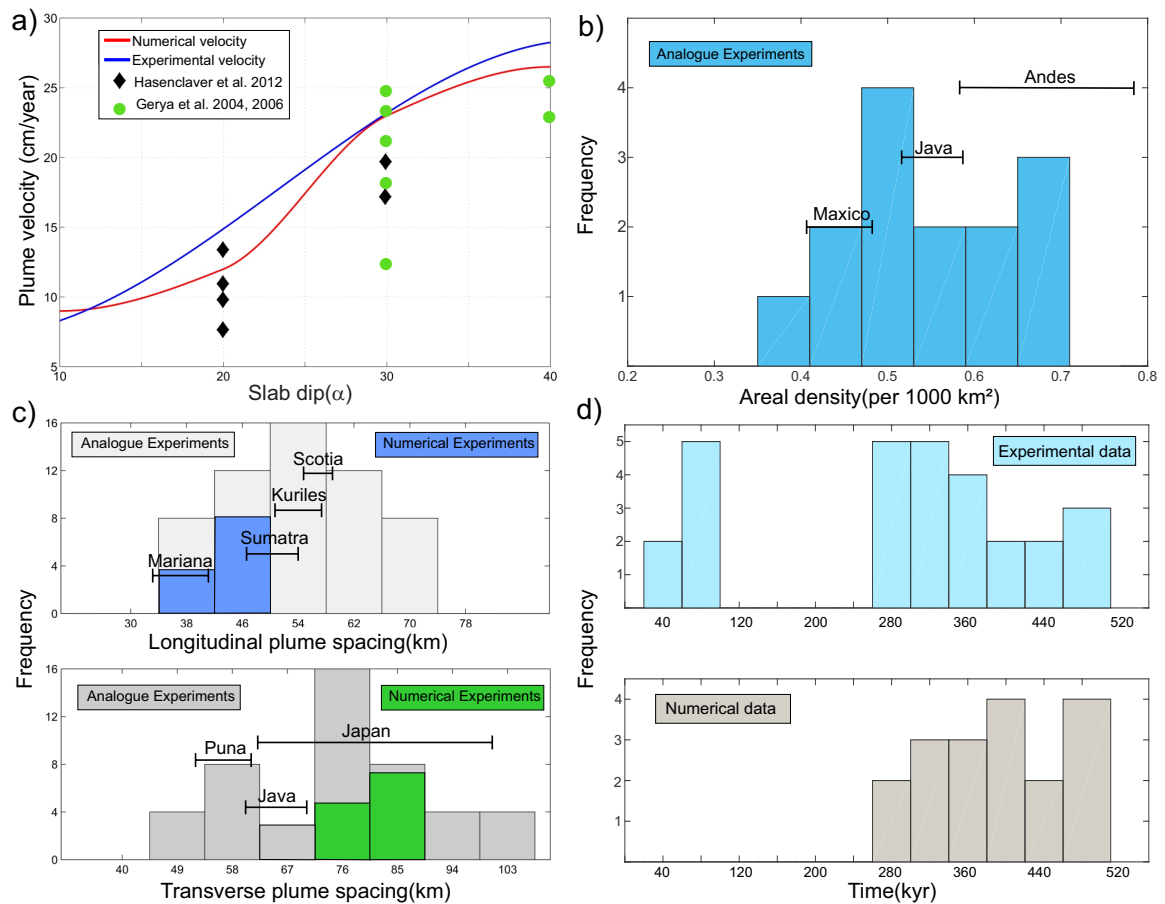 a)
30
25
20
15
10
5
Plume velocity (cm/year)
Numerical velocity
Experimental velocity
Hasenclaver et al. 2012
Gerya et al. 2004, 2006
10
20
30
40
Slab dip(α)
b)
Analogue Experiments
Andes
Java
Maxico
4
3
2
1
Frequency
0.2
0.3
0.4
0.5
0.6
0.7
0.8
Areal density(per 1000 km²)
c)
16
12
8
4
0
Analogue Experiments
Numerical Experiments
Scotia
Kuriles
Sumatra
Mariana
30
38
46
54
62
70
78
Longitudinal plume spacing(km)
Frequency
16
12
8
4
0
Analogue Experiments
Numerical Experiments
Japan
Puna
Java
40
49
58
67
76
85
94
103
Transverse plume spacing(km)
d)
5
4
3
2
1
Experimental data
40
120
200
280
360
440
520
Frequency
4
3
2
1
Numerical data
40
120
200
280
360
440
520
Time(kyr)